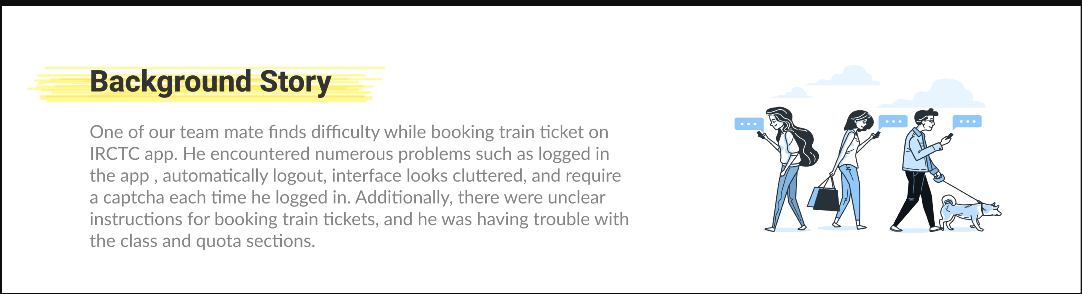 Background Story
One of our team mate finds difficulty while booking train ticket on
IRCTC app. He encountered numerous problems such as logged in
the app , automatically logout, interface looks cluttered, and require
a captcha each time he logged in. Additionally, there were unclear
instructions for booking train tickets, and he was having trouble with
the class and quota sections.